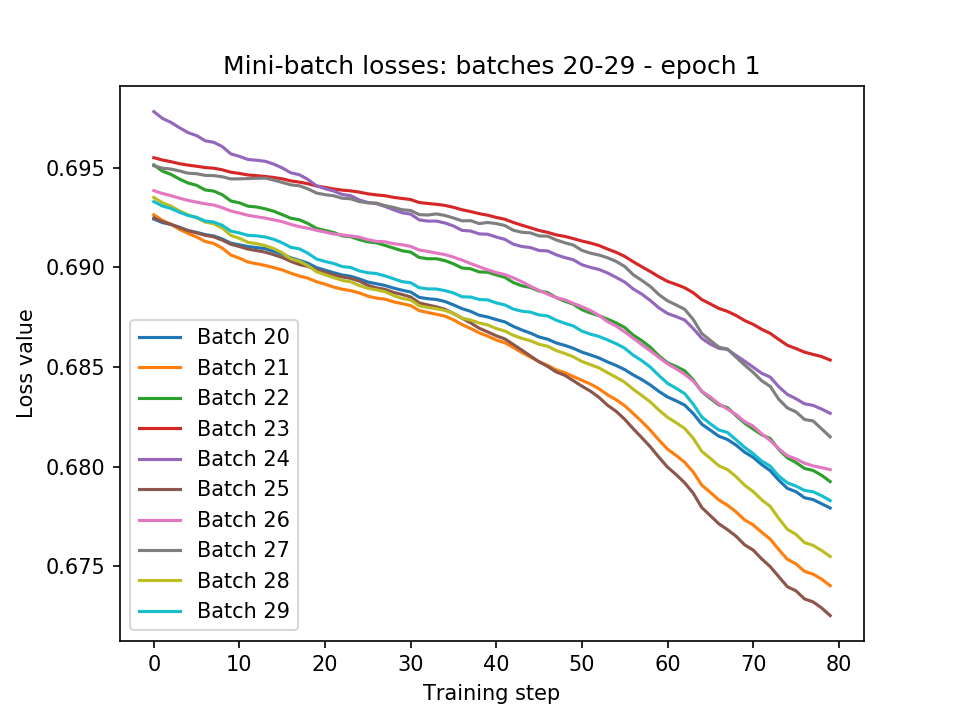 Mini-batch losses: batches 20-29 - epoch 1
Loss value
0.695
0.690
0.685
0.680
0.675
Batch 20
Batch 21
Batch 22
Batch 23
Batch 24
Batch 25
Batch 26
Batch 27
Batch 28
Batch 29
0 10 20 30 40 50 60 70 80
Training step